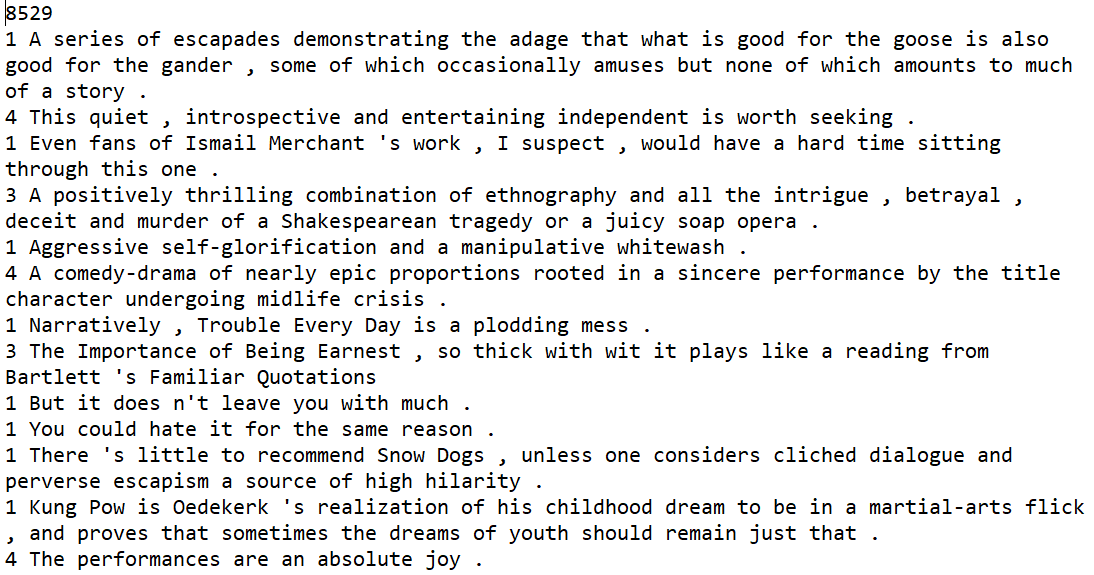 8529
1 A series of escapades demonstrating the adage that what is good for the goose is also
good for the gander , some of which occasionally amuses but none of which amounts to much
of a story .
4 This quiet , introspective and entertaining independent is worth seeking .
1 Even fans of Ismail Merchant 's work , I suspect , would have a hard time sitting
through this one .
3 A positively thrilling combination of ethnography and all the intrigue , betrayal ,
deceit and murder of a Shakespearean tragedy or a juicy soap opera .
1 Aggressive self-glorification and a manipulative whitewash .
4 A comedy-drama of nearly epic proportions rooted in a sincere performance by the title
character undergoing midlife crisis .
1 Narratively , Trouble Every Day is a plodding mess .
3 The Importance of Being Earnest , so thick with wit it plays like a reading from
Bartlett 's Familiar Quotations
1 But it does n't leave you with much .
1 You could hate it for the same reason .
1 There 's little to recommend Snow Dogs , unless one considers cliched dialogue and
perverse escapism a source of high hilarity .
1 Kung Pow is Oedekerk 's realization of his childhood dream to be in a martial-arts flick
, and proves that sometimes the dreams of youth should remain just that .
4 The performances are an absolute joy .